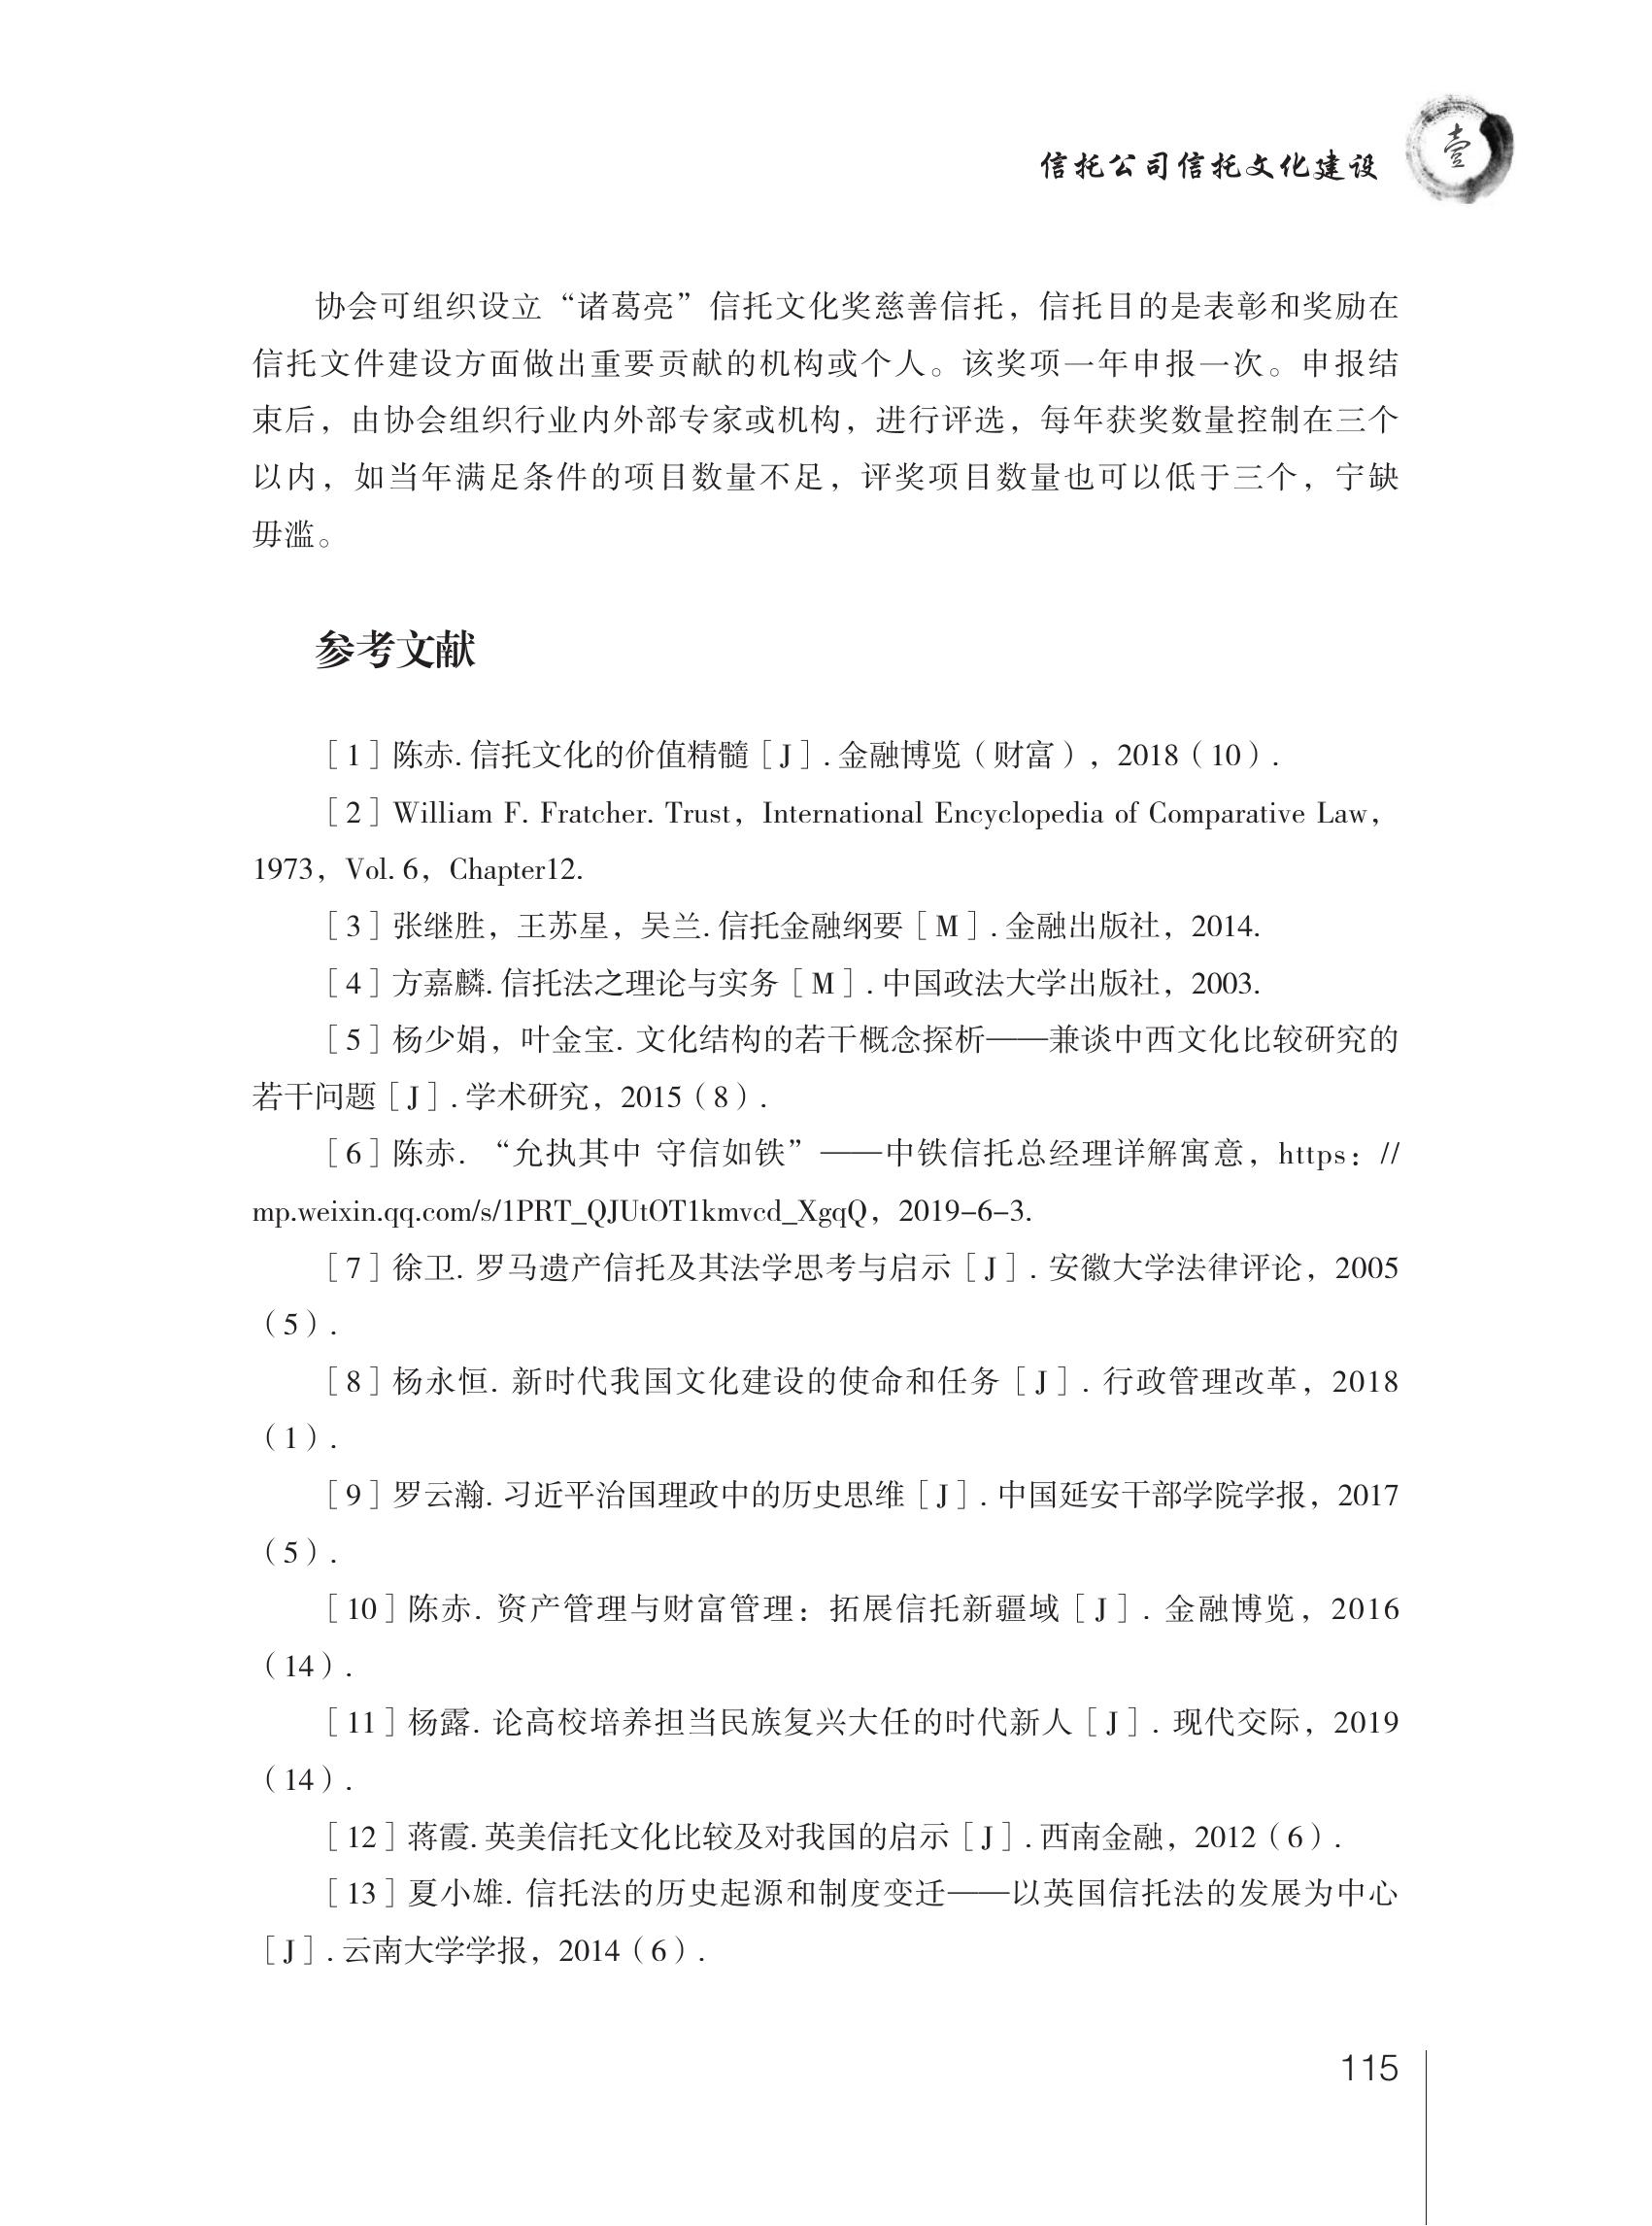 信托公司信托文化建设
壹
协会可组织设立“诸葛亮”信托文化奖慈善信托，信托目的是表彰和奖励在
信托文件建设方面做出重要贡献的机构或个人。该奖项一年申报一次。申报结
束后，由协会组织行业内外部专家或机构，进行评选，每年获奖数量控制在三个
以内，如当年满足条件的项目数量不足，评奖项目数量也可以低于三个，宁缺
毋滥。
参考文献
［1］陈赤. 信托文化的价值精髓［J］. 金融博览（财富），2018（10）.
［2］William F. Fratcher. Trust，International Encyclopedia of Comparative Law，
1973，Vol. 6，Chapter12.
［3］张继胜，王苏星，吴兰. 信托金融纲要［M］. 金融出版社，2014.
［4］方嘉麟. 信托法之理论与实务［M］. 中国政法大学出版社，2003.
［5］杨少娟，叶金宝. 文化结构的若干概念探析——兼谈中西文化比较研究的
若干问题［J］. 学术研究，2015（8）.
［6］陈赤. “允执其中 守信如铁”——中铁信托总经理详解寓意，https：//
mp.weixin.qq.com/s/1PRT_QJUtOT1kmvcd_XgqQ，2019-6-3.
［7］徐卫. 罗马遗产信托及其法学思考与启示［J］. 安徽大学法律评论，2005
（5）.
［8］杨永恒. 新时代我国文化建设的使命和任务［J］. 行政管理改革，2018
（1）.
［9］罗云瀚. 习近平治国理政中的历史思维［J］. 中国延安干部学院学报，2017
（5）.
［10］陈赤. 资产管理与财富管理：拓展信托新疆域［J］. 金融博览，2016
（14）.
［11］杨露. 论高校培养担当民族复兴大任的时代新人［J］. 现代交际，2019
（14）.
［12］蒋霞. 英美信托文化比较及对我国的启示［J］. 西南金融，2012（6）.
［13］夏小雄. 信托法的历史起源和制度变迁——以英国信托法的发展为中心
［J］. 云南大学学报，2014（6）.
115